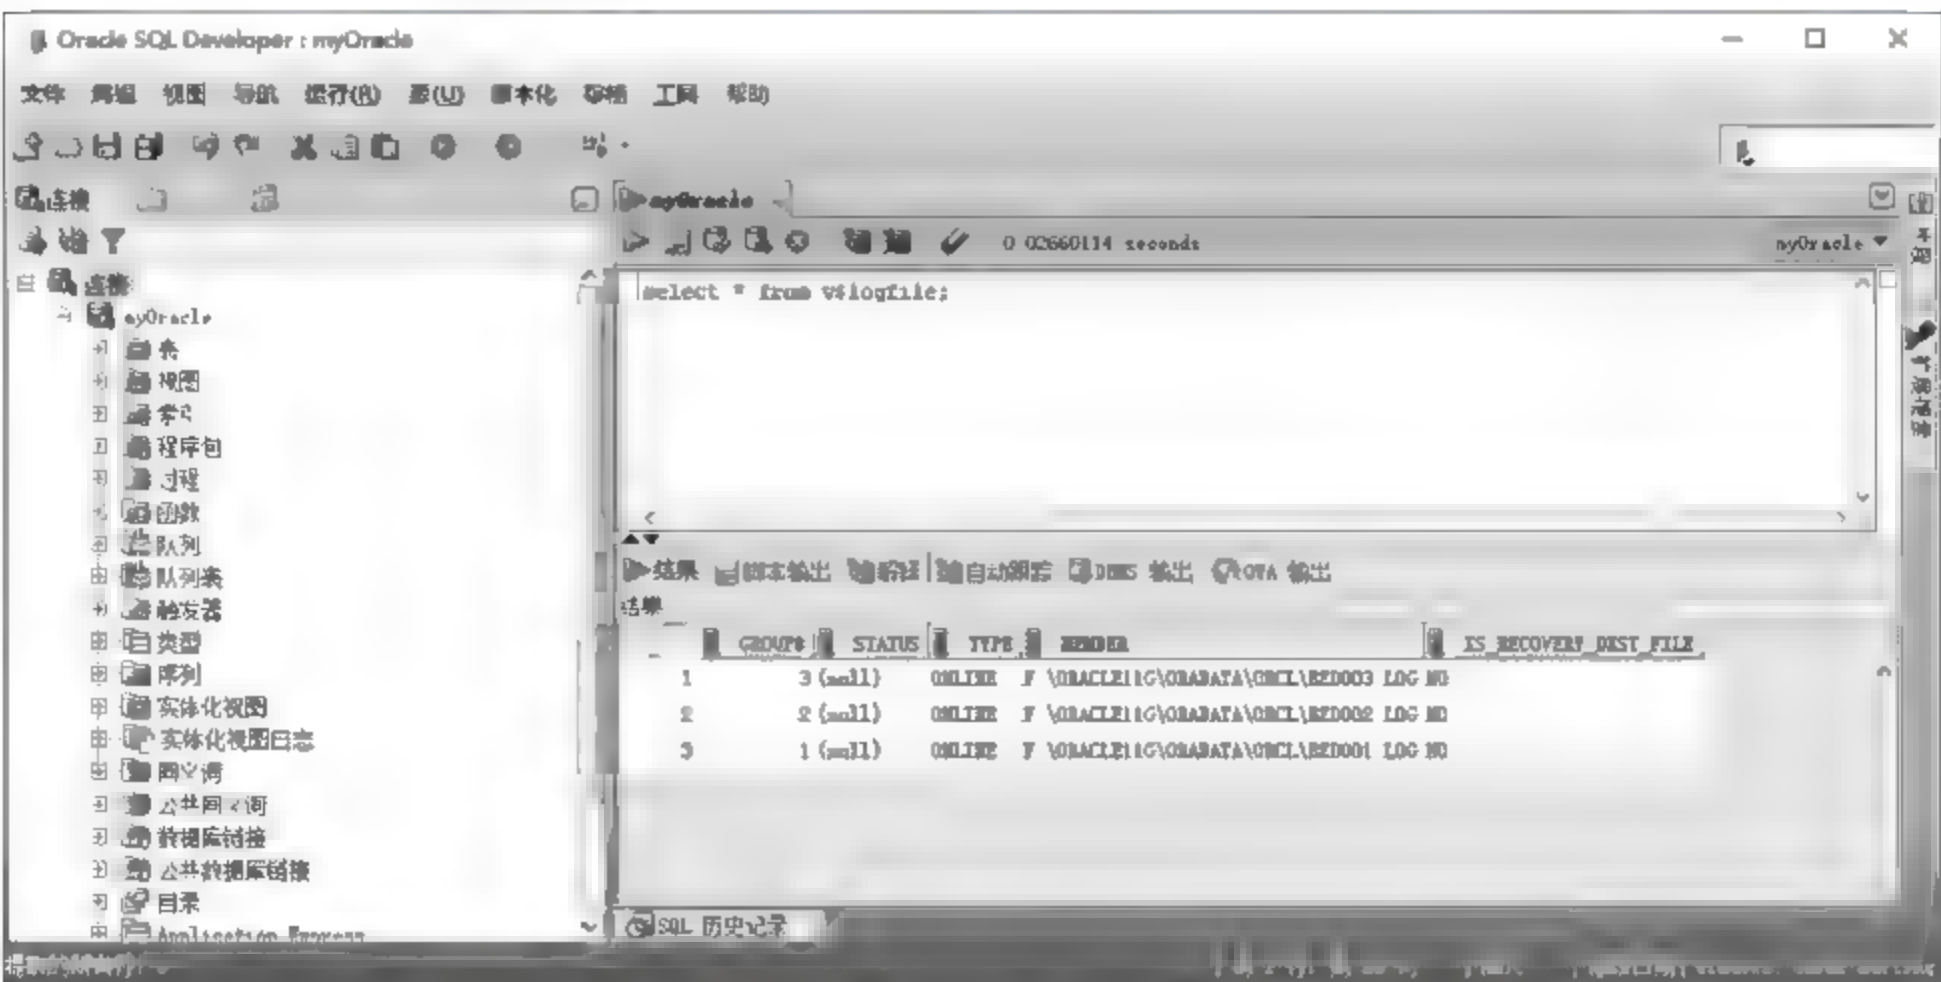 Oracle SQL Developer : myOracle
文件 编辑 视图 导航 运行(R) 源(U) 版本化 移植 工具 帮助
连接
myOracle
0.02660114 seconds
myOracle
连接
myOracle
表
视图
索引
程序包
过程
函数
队列
队列表
触发器
类型
序列
实体化视图
实体化视图日志
同义词
公共同义词
数据库链接
公共数据库链接
目录
Application Express
select * from v$logfile;
结果 脚本输出 解释 自动跟踪 DBMS 输出 OWA 输出
结果
GROUP# STATUS TYPE MEMBER IS_RECOVERY_DEST_FILE
1 3 (null) ONLINE F:\ORACLE11G\ORADATA\ORCL\REDO03.LOG NO
2 2 (null) ONLINE F:\ORACLE11G\ORADATA\ORCL\REDO02.LOG NO
3 1 (null) ONLINE F:\ORACLE11G\ORADATA\ORCL\REDO01.LOG NO
SQL 历史记录